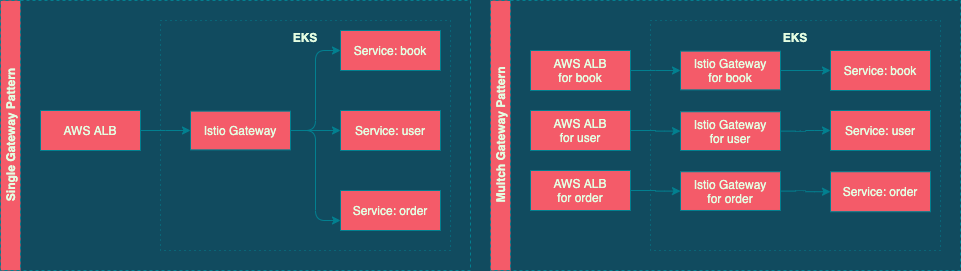 Single Gateway Pattern
EKS
AWS ALB
Istio Gateway
Service: book
Service: user
Service: order
Multch Gateway Pattern
EKS
AWS ALB
for book
Istio Gateway
for book
Service: book
AWS ALB
for user
Istio Gateway
for user
Service: user
AWS ALB
for order
Istio Gateway
for order
Service: order